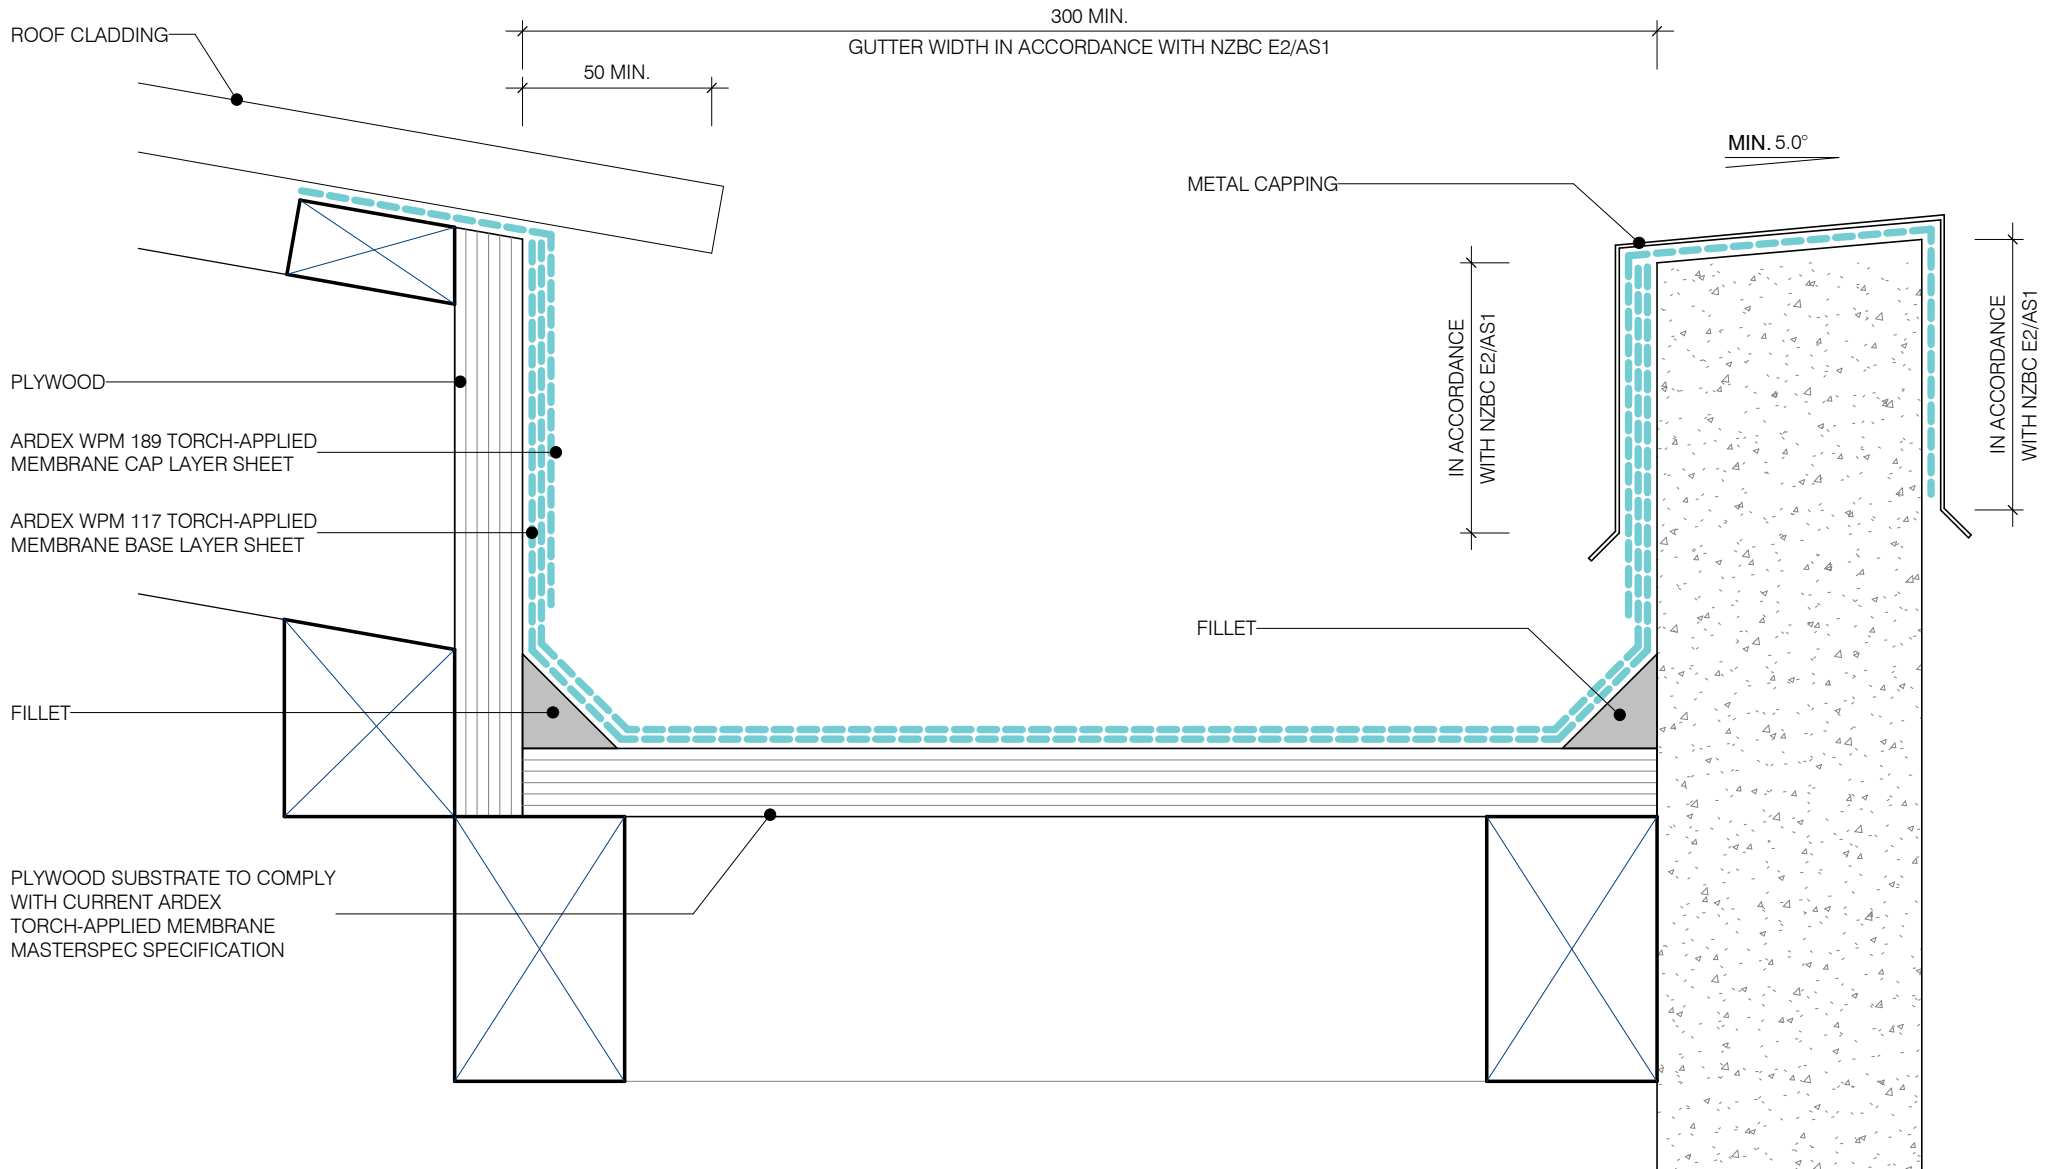 300 MIN.
GUTTER WIDTH IN ACCORDANCE WITH NZBC E2/AS1
ROOF CLADDING
50 MIN.
MIN. 5.0°
METAL CAPPING
IN ACCORDANCE
WITH NZBC E2/AS1
IN ACCORDANCE
WITH NZBC E2/AS1
PLYWOOD
ARDEX WPM 189 TORCH-APPLIED
MEMBRANE CAP LAYER SHEET
ARDEX WPM 117 TORCH-APPLIED
MEMBRANE BASE LAYER SHEET
FILLET
FILLET
PLYWOOD SUBSTRATE TO COMPLY
WITH CURRENT ARDEX
TORCH-APPLIED MEMBRANE
MASTERSPEC SPECIFICATION